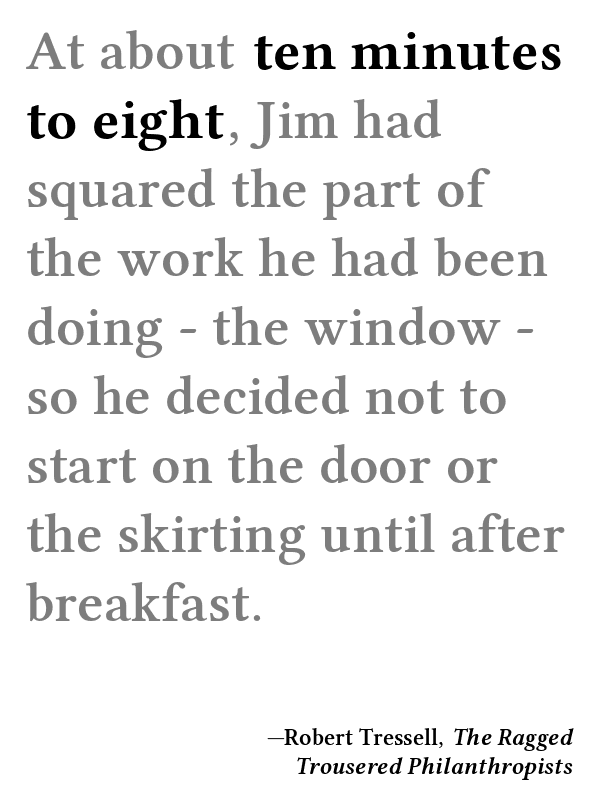 At about ten minutes
to eight, Jim had
squared the part of
the work he had been
doing - the window -
so he decided not to
start on the door or
the skirting until after
breakfast.
—Robert Tressell, The Ragged
Trousered Philanthropists